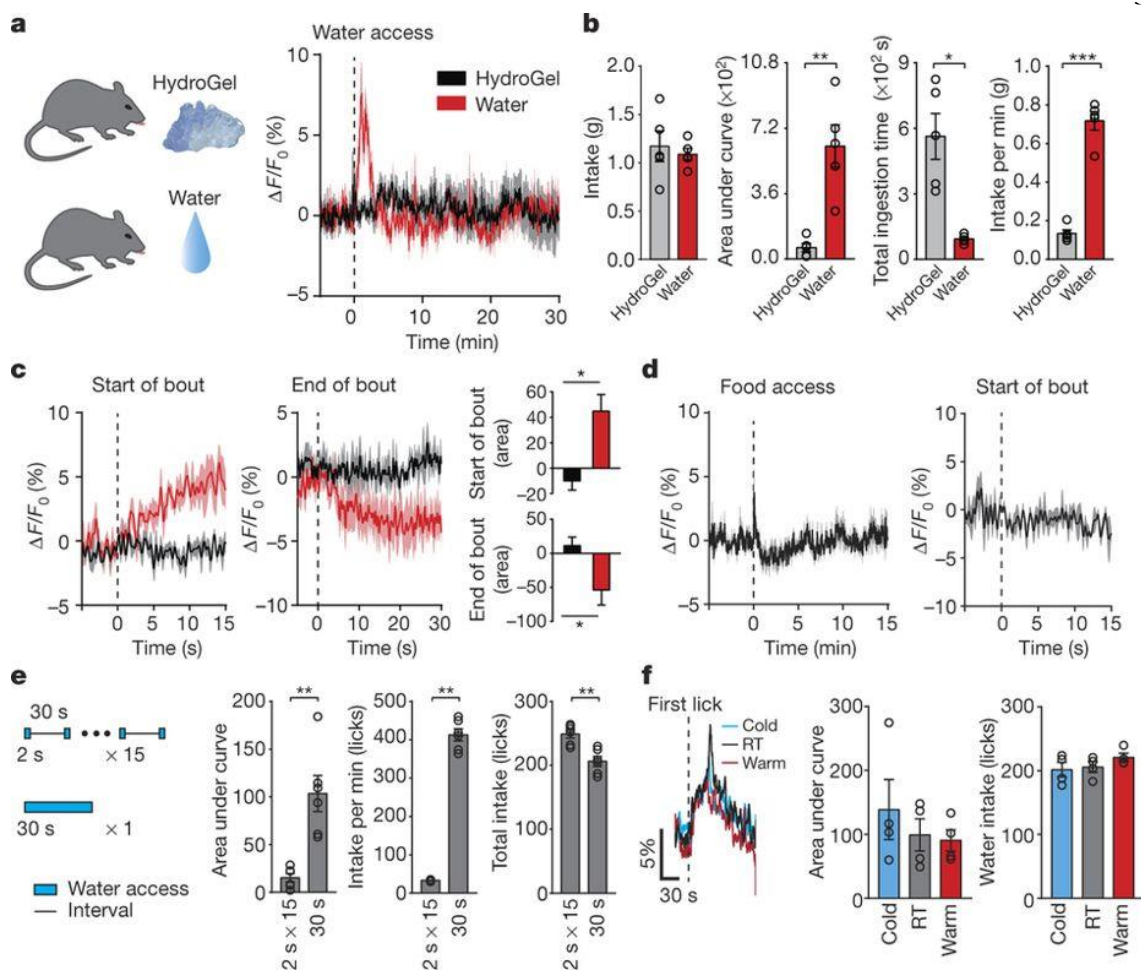 a
HydroGel
Water
Water access
HydroGel
Water
ΔF/F0 (%)
10
5
0
−5
0 10 20 30
Time (min)
b
Intake (g)
2.0
1.5
1.0
0.5
0.0
HydroGel
Water
Area under curve (×10²)
10.8
7.2
3.6
0.0
**
HydroGel
Water
Total ingestion time (×10² s)
9
6
3
0
*
HydroGel
Water
Intake per min (g)
1.0
0.8
0.6
0.4
0.2
0.0
***
HydroGel
Water
c
Start of bout
ΔF/F0 (%)
10
5
0
−5
0 5 10 15
Time (s)
End of bout
5
0
−5
−10
0 10 20 30
Time (s)
Start of bout (area)
*
60
40
20
0
−20
End of bout (area)
50
0
−50
−100
*
d
Food access
ΔF/F0 (%)
10
5
0
−5
0 5 10 15
Time (min)
Start of bout
ΔF/F0 (%)
10
5
0
−5
−10
0 5 10 15
Time (s)
e
30 s
2 s × 15
30 s × 1
Water access
Interval
Area under curve
200
150
100
50
0
**
2 s × 15
30 s
Intake per min (licks)
500
400
300
200
100
0
**
2 s × 15
30 s
Total intake (licks)
300
200
100
0
**
2 s × 15
30 s
f
First lick
Cold
RT
Warm
5%
30 s
Area under curve
300
200
100
0
Cold
RT
Warm
Water intake (licks)
300
200
100
0
Cold
RT
Warm